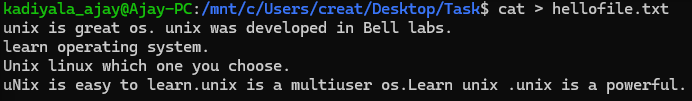 kadiyala_ajay@Ajay-PC:/mnt/c/Users/creat/Desktop/Task$ cat > hellofile.txt
unix is great os. unix was developed in Bell labs.
learn operating system.
Unix linux which one you choose.
uNix is easy to learn.unix is a multiuser os.Learn unix .unix is a powerful.